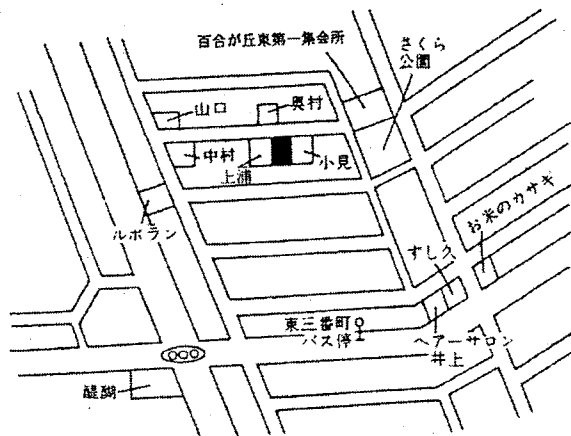 百合が丘東第一集会所
さくら
公園
山口
奥村
中村
上浦
小見
ルボラン
お米のカサギ
すし久
東三番町
バス停
ヘアーサロン
井上
醍醐